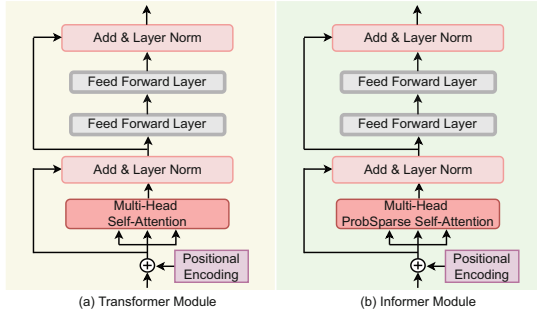 Add & Layer Norm
Feed Forward Layer
Feed Forward Layer
Add & Layer Norm
Multi-Head
Self-Attention
Positional
Encoding
(a) Transformer Module
Add & Layer Norm
Feed Forward Layer
Feed Forward Layer
Add & Layer Norm
Multi-Head
ProbSparse Self-Attention
Positional
Encoding
(b) Informer Module